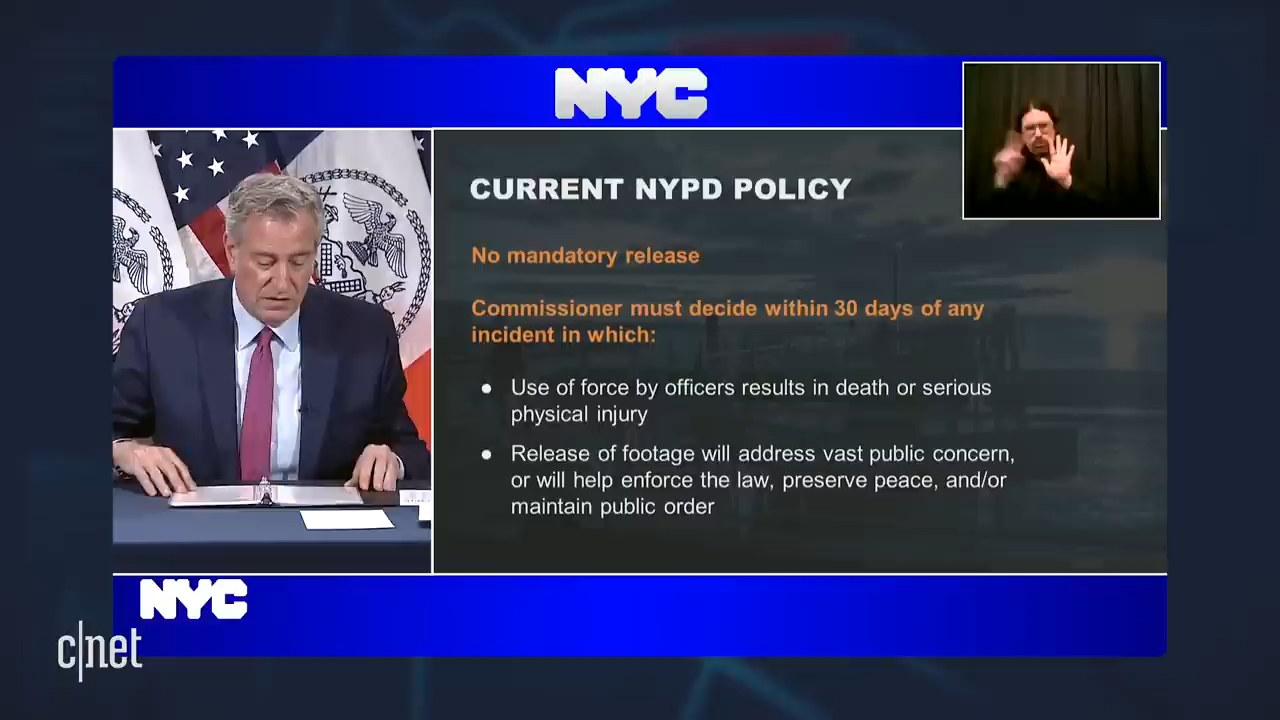 NYC
CURRENT NYPD POLICY
No mandatory release
Commissioner must decide within 30 days of any
incident in which:
● Use of force by officers results in death or serious
physical injury
● Release of footage will address vast public concern,
or will help enforce the law, preserve peace, and/or
maintain public order
NYC
c|net